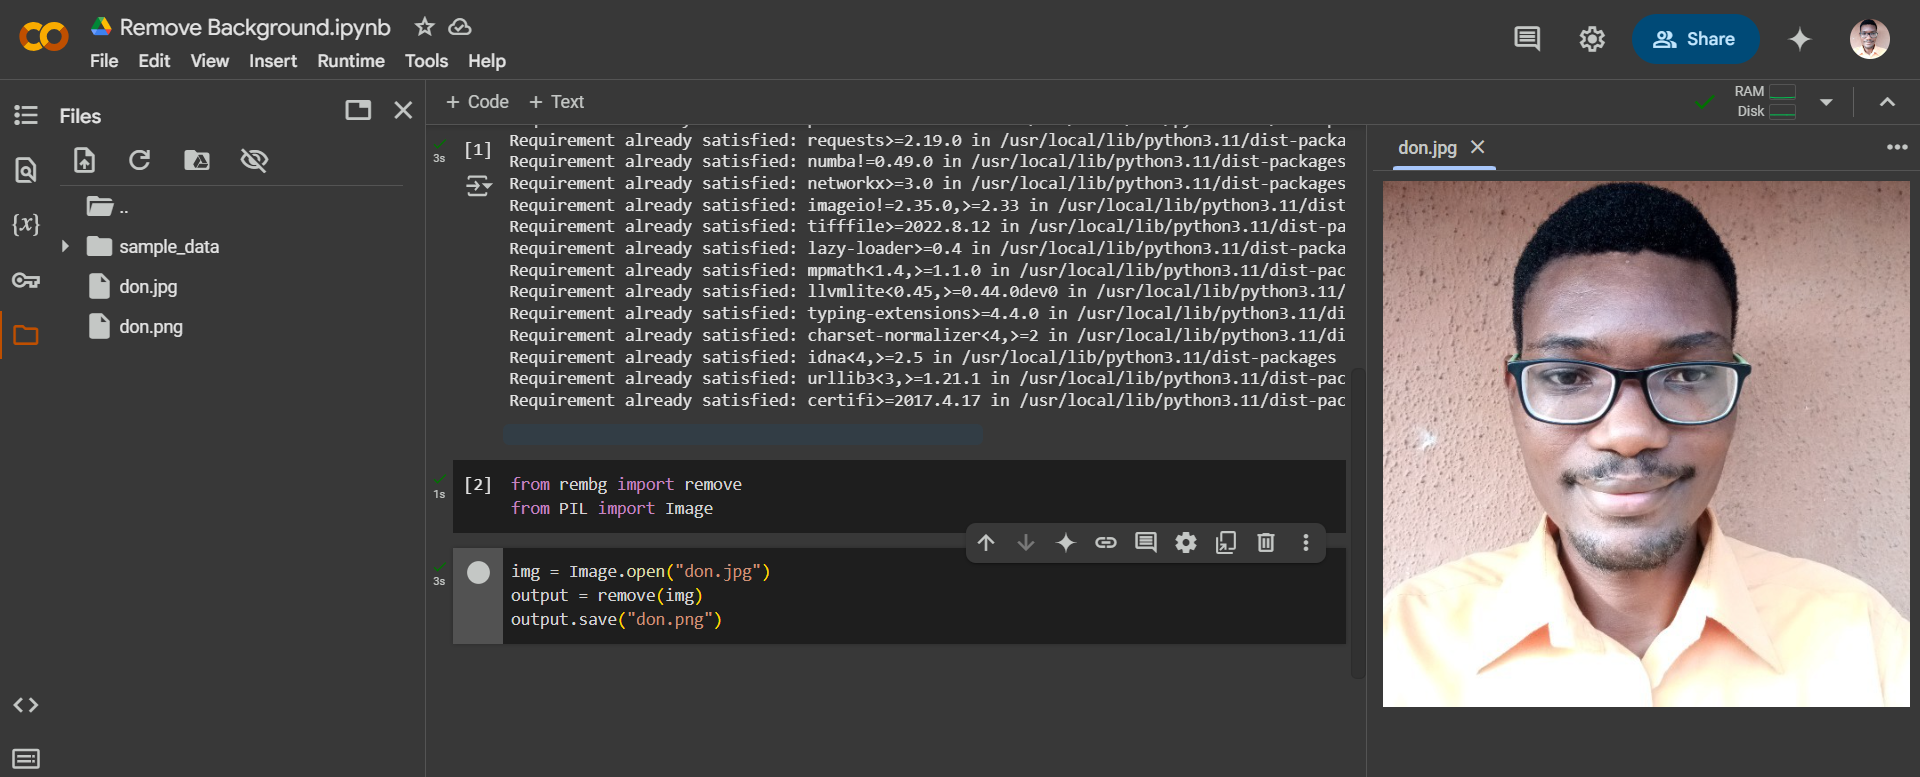 Remove Background.ipynb
File Edit View Insert Runtime Tools Help
Share
Files
+ Code + Text
RAM
Disk
..
sample_data
don.jpg
don.png
{x}
3s
[1]
Requirement already satisfied: requests>=2.19.0 in /usr/local/lib/python3.11/dist-packa
Requirement already satisfied: numba!=0.49.0 in /usr/local/lib/python3.11/dist-packages
Requirement already satisfied: networkx>=3.0 in /usr/local/lib/python3.11/dist-packages
Requirement already satisfied: imageio!=2.35.0,>=2.33 in /usr/local/lib/python3.11/dist
Requirement already satisfied: tifffile>=2022.8.12 in /usr/local/lib/python3.11/dist-pa
Requirement already satisfied: lazy-loader>=0.4 in /usr/local/lib/python3.11/dist-packa
Requirement already satisfied: mpmath<1.4,>=1.1.0 in /usr/local/lib/python3.11/dist-pac
Requirement already satisfied: llvmlite<0.45,>=0.44.0dev0 in /usr/local/lib/python3.11/
Requirement already satisfied: typing-extensions>=4.4.0 in /usr/local/lib/python3.11/di
Requirement already satisfied: charset-normalizer<4,>=2 in /usr/local/lib/python3.11/di
Requirement already satisfied: idna<4,>=2.5 in /usr/local/lib/python3.11/dist-packages
Requirement already satisfied: urllib3<3,>=1.21.1 in /usr/local/lib/python3.11/dist-pac
Requirement already satisfied: certifi>=2017.4.17 in /usr/local/lib/python3.11/dist-pac
1s
[2]
from rembg import remove
from PIL import Image
3s
img = Image.open("don.jpg")
output = remove(img)
output.save("don.png")
don.jpg